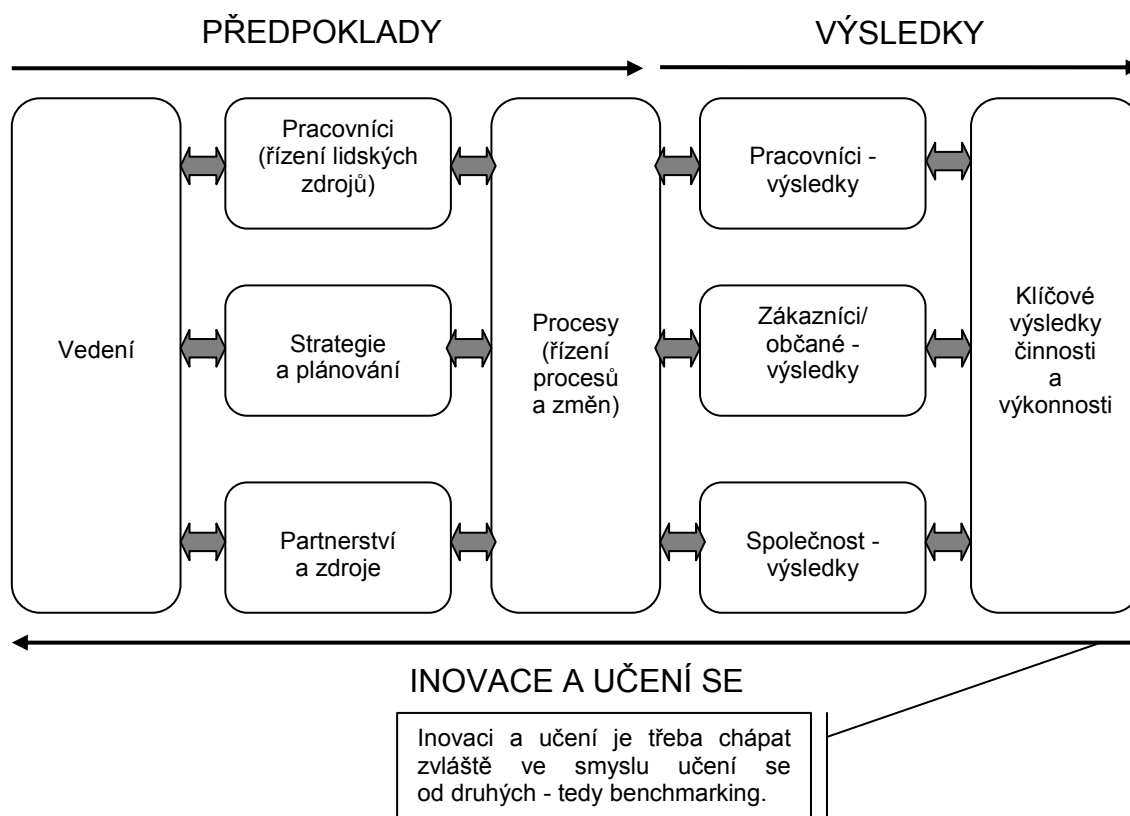 PŘEDPOKLADY
VÝSLEDKY
Vedení
Pracovníci
(řízení lidských
zdrojů)
Strategie
a plánování
Partnerství
a zdroje
Procesy
(řízení
procesů
a změn)
Pracovníci -
výsledky
Zákazníci/
občané -
výsledky
Společnost -
výsledky
Klíčové
výsledky
činnosti
a
výkonnosti
INOVACE A UČENÍ SE
Inovaci a učení je třeba chápat
zvláště ve smyslu učení se
od druhých - tedy benchmarking.